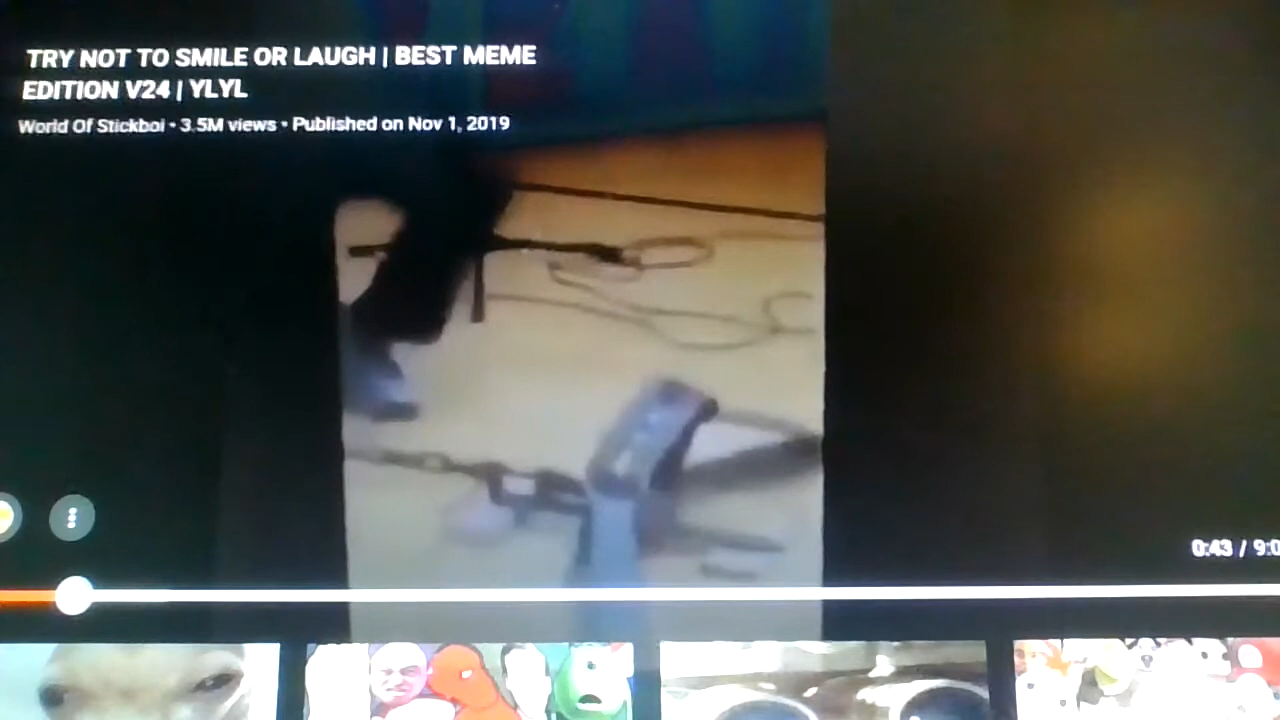 TRY NOT TO SMILE OR LAUGH | BEST MEME
EDITION V24 | YLYL
World Of Stickboi • 3.5M views • Published on Nov 1, 2019
0:43 / 9:0